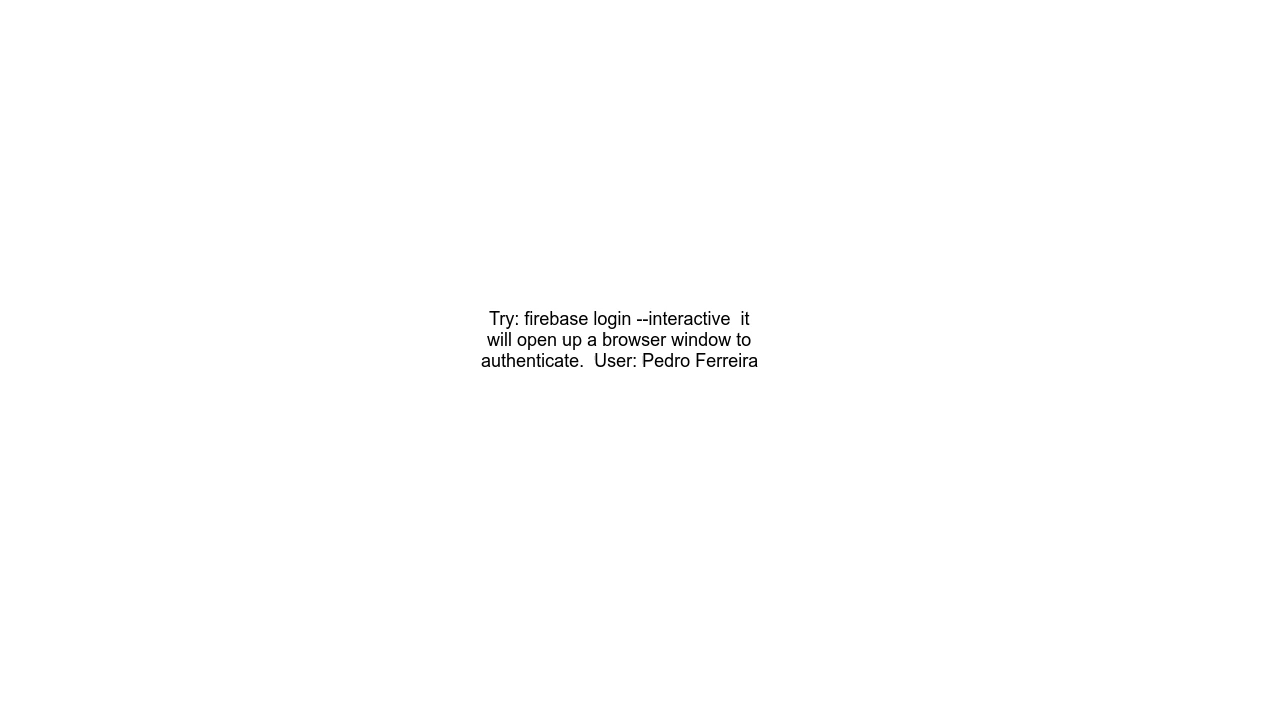 Try: firebase login --interactive  it
will open up a browser window to
authenticate.  User: Pedro Ferreira